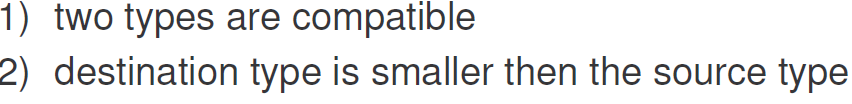 1) two types are compatible
2) destination type is smaller then the source type